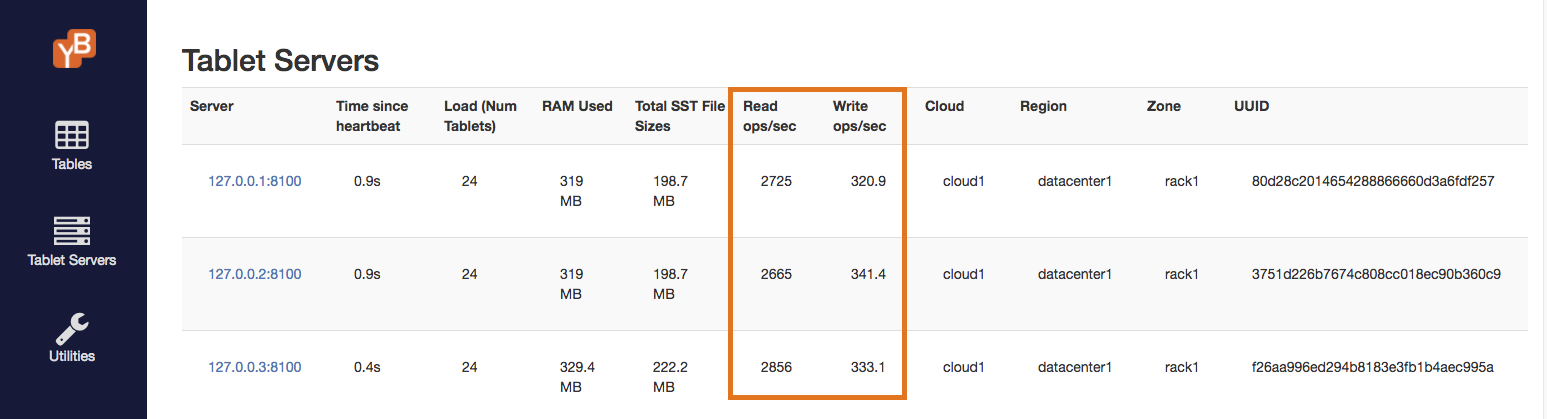 YB
Tables
Tablet Servers
Utilities
Tablet Servers
Server Time since heartbeat Load (Num Tablets) RAM Used Total SST File Sizes Read ops/sec Write ops/sec Cloud Region Zone UUID
127.0.0.1:8100 0.9s 24 319 MB 198.7 MB 2725 320.9 cloud1 datacenter1 rack1 80d28c2014654288866660d3a6fdf257
127.0.0.2:8100 0.9s 24 319 MB 198.7 MB 2665 341.4 cloud1 datacenter1 rack1 3751d226b7674c808cc018ec90b360c9
127.0.0.3:8100 0.4s 24 329.4 MB 222.2 MB 2856 333.1 cloud1 datacenter1 rack1 f26aa996ed294b8183e3fb1b4aec995a